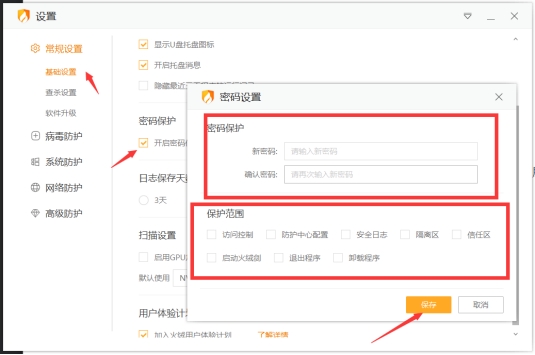 设置
常规设置
基础设置
查杀设置
软件升级
病毒防护
系统防护
网络防护
高级防护
显示U盘托盘图标
开启托盘消息
隐藏最近
密码保护
开启密码
日志保存天
3天
扫描设置
启用GPU
默认使用
用户体验计
加入火绒用户体验计划 了解详情
密码设置
密码保护
新密码: 请输入新密码
确认密码: 请再次输入新密码
保护范围
访问控制 防护中心配置 安全日志 隔离区 信任区
启动火绒剑 退出程序 卸载程序
保存 取消